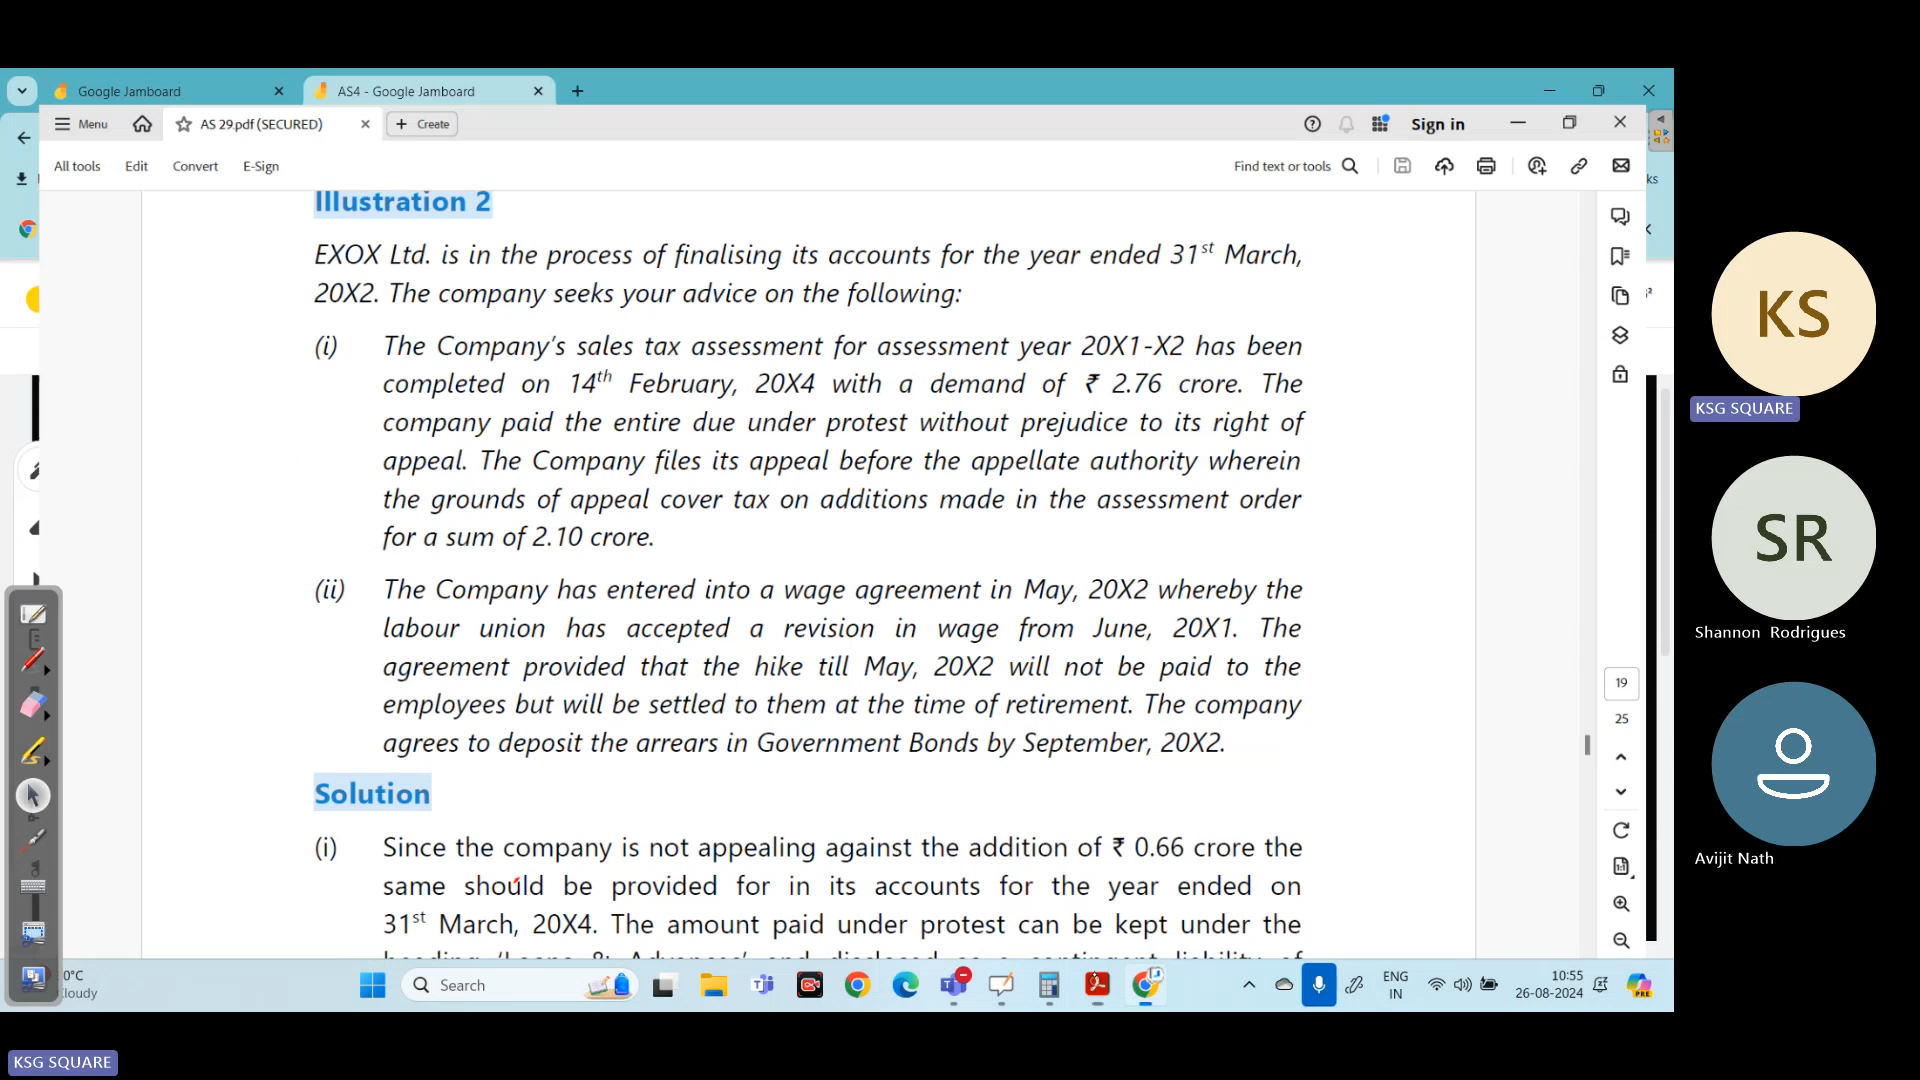 Google Jamboard
AS4 - Google Jamboard
Menu
AS 29.pdf (SECURED)
Create
Sign in
All tools
Edit
Convert
E-Sign
Find text or tools
ks
Illustration 2
EXOX Ltd. is in the process of finalising its accounts for the year ended 31st March,
20X2. The company seeks your advice on the following:
(i) The Company's sales tax assessment for assessment year 20X1-X2 has been
completed on 14th February, 20X4 with a demand of ₹ 2.76 crore. The
company paid the entire due under protest without prejudice to its right of
appeal. The Company files its appeal before the appellate authority wherein
the grounds of appeal cover tax on additions made in the assessment order
for a sum of 2.10 crore.
(ii) The Company has entered into a wage agreement in May, 20X2 whereby the
labour union has accepted a revision in wage from June, 20X1. The
agreement provided that the hike till May, 20X2 will not be paid to the
employees but will be settled to them at the time of retirement. The company
agrees to deposit the arrears in Government Bonds by September, 20X2.
Solution
(i) Since the company is not appealing against the addition of ₹ 0.66 crore the
same should be provided for in its accounts for the year ended on
31st March, 20X4. The amount paid under protest can be kept under the
heading 'Loans & Advances' and disclosed as a contingent liability of
19
25
0°C
Cloudy
Search
ENG
IN
10:55
26-08-2024
PRE
KS
KSG SQUARE
SR
Shannon Rodrigues
Avijit Nath
KSG SQUARE